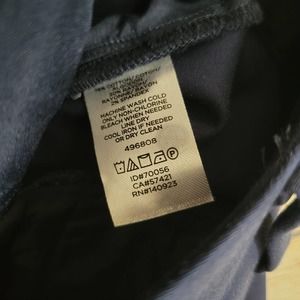 COTTON/
MACHINE WASH COLD
ONLY NON-CHLORINE
BLEACH WHEN NEEDED
LINE DRY
COOL IRON IF NEEDED
OR DRY CLEAN
496808
P
ID#70056
CA#57421
RN#140923